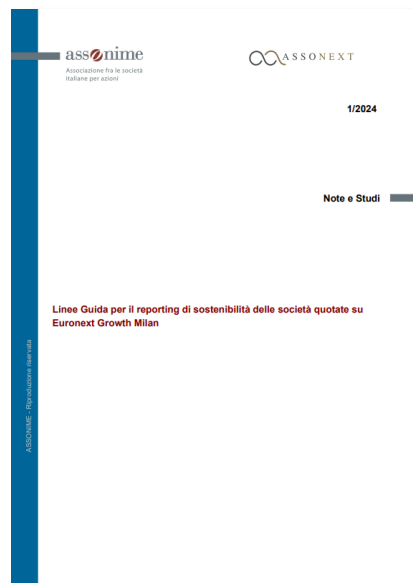 assonime
Associazione fra le società
italiane per azioni
ASSONEXT
1/2024
Note e Studi
Linee Guida per il reporting di sostenibilità delle società quotate su
Euronext Growth Milan
ASSONIME - Riproduzione riservata